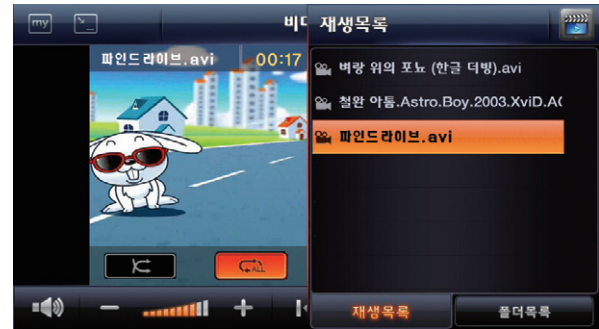 my
비디
파인드라이브.avi
00:17
ALL
재생목록
벼랑 위의 포뇨 (한글 더빙).avi
철완 아톰.Astro.Boy.2003.XviD.AC
파인드라이브.avi
재생목록
폴더목록